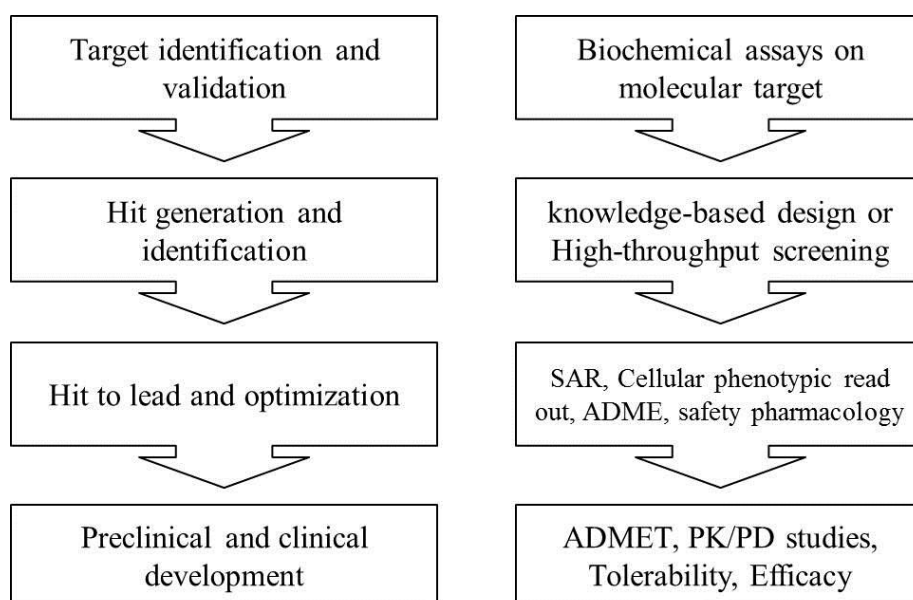 Target identification and
validation
Biochemical assays on
molecular target
Hit generation and
identification
knowledge-based design or
High-throughput screening
Hit to lead and optimization
SAR, Cellular phenotypic read
out, ADME, safety pharmacology
Preclinical and clinical
development
ADMET, PK/PD studies,
Tolerability, Efficacy